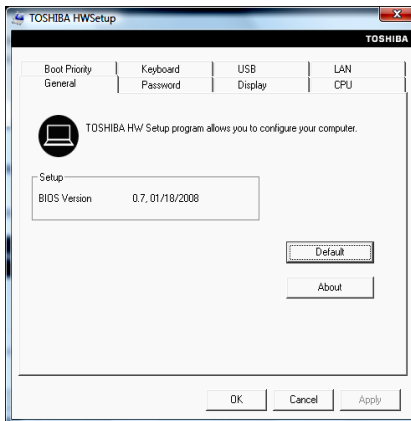 TOSHIBA HWSetup
TOSHIBA
Boot Priority Keyboard USB LAN
General Password Display CPU
TOSHIBA HW Setup program allows you to configure your computer.
Setup
BIOS Version 0.7, 01/18/2008
Default
About
OK Cancel Apply